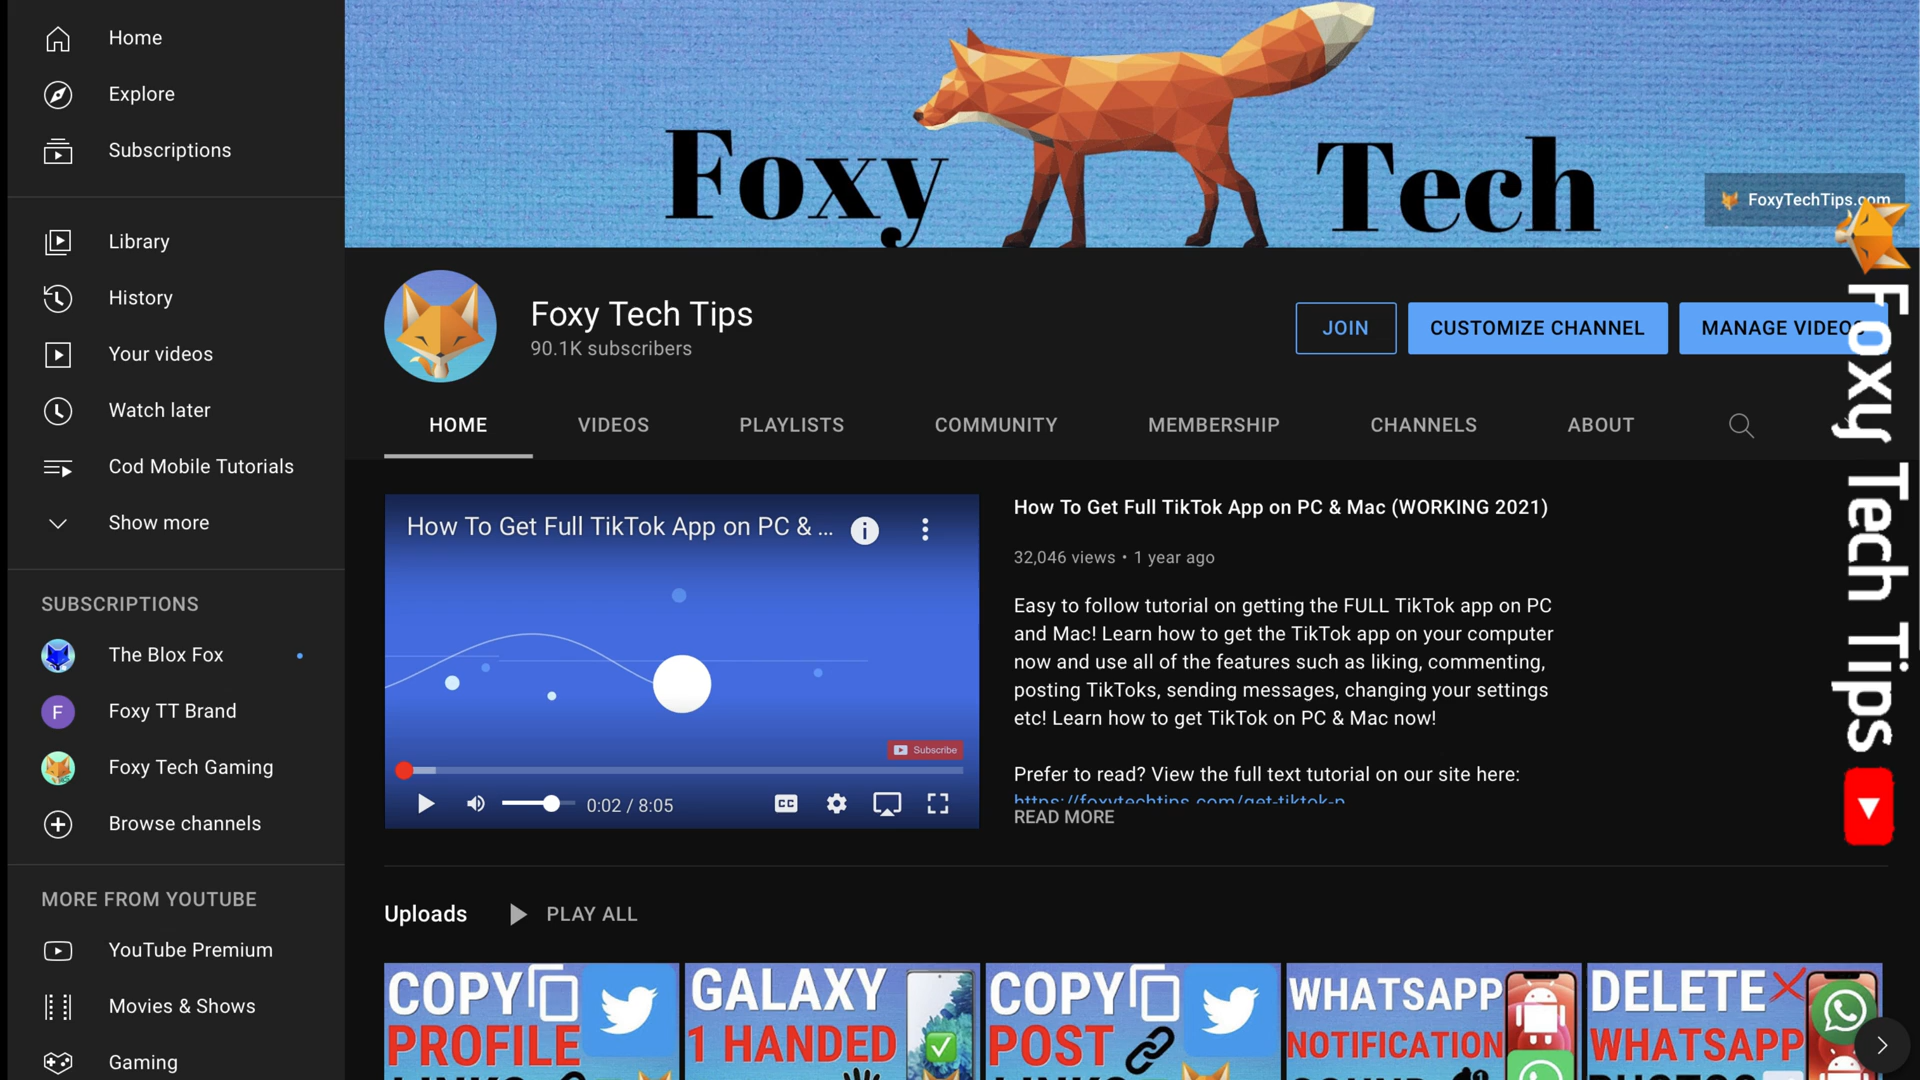 Home
Explore
Subscriptions
Library
History
Your videos
Watch later
Cod Mobile Tutorials
Show more
SUBSCRIPTIONS
The Blox Fox
F
Foxy TT Brand
Foxy Tech Gaming
Browse channels
MORE FROM YOUTUBE
YouTube Premium
Movies & Shows
Gaming
Foxy Tech
FoxyTechTips.com
Foxy Tech Tips
90.1K subscribers
JOIN
CUSTOMIZE CHANNEL
MANAGE VIDEOS
HOME
VIDEOS
PLAYLISTS
COMMUNITY
MEMBERSHIP
CHANNELS
ABOUT
How To Get Full TikTok App on PC & ...
i
Subscribe
0:02 / 8:05
CC
How To Get Full TikTok App on PC & Mac (WORKING 2021)
32,046 views • 1 year ago
Easy to follow tutorial on getting the FULL TikTok app on PC
and Mac! Learn how to get the TikTok app on your computer
now and use all of the features such as liking, commenting,
posting TikToks, sending messages, changing your settings
etc! Learn how to get TikTok on PC & Mac now!
Prefer to read? View the full text tutorial on our site here:
https://foxytechtips.com/get-tiktok-p
READ MORE
Uploads
PLAY ALL
COPY
PROFILE
GALAXY
1 HANDED
COPY
POST
WHATSAPP
NOTIFICATION
DELETE
WHATSAPP
Foxy Tech Tips